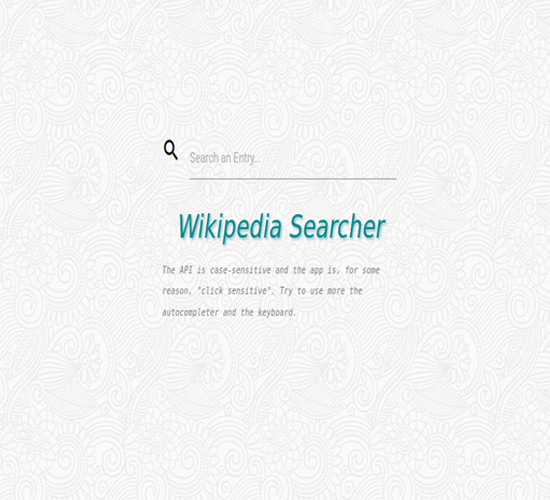 Search an Entry...
Wikipedia Searcher
The API is case-sensitive and the app is, for some
reason, "click sensitive". Try to use more the
autocompleter and the keyboard.